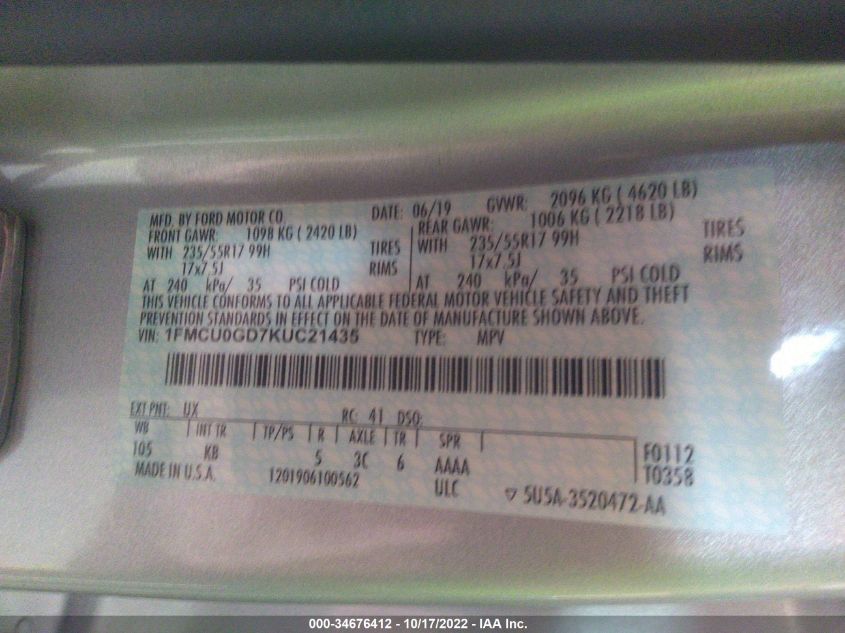 MFD. BY FORD MOTOR CO DATE: 06/19 GVWR: 2096 KG ( 4620 LB)
FRONT GAWR: 1098 KG ( 2420 LB) REAR GAWR: 1006 KG ( 2218 LB)
WITH 235/55R17 99H TIRES WITH 235/55R17 99H TIRES
17x7.5J RIMS 17x7.5J RIMS
AT 240 kPa/ 35 PSI COLD AT 240 kPa/ 35 PSI COLD
THIS VEHICLE CONFORMS TO ALL APPLICABLE FEDERAL MOTOR VEHICLE SAFETY AND THEFT
PREVENTION STANDARDS IN EFFECT ON THE DATE OF MANUFACTURE SHOWN ABOVE.
VIN: 1FMCU0GD7KUC21435 TYPE: MPV
EXT PNT: UX RC: 41 DSO:
WB INT TR TP/PS R AXLE TR SPR
105 KB 5 3C 6 AAAA F0112
MADE IN U.S.A. 1201906100562 ULC T0358
5U5A-3520472-AA
000-34676412 - 10/17/2022 - IAA Inc.